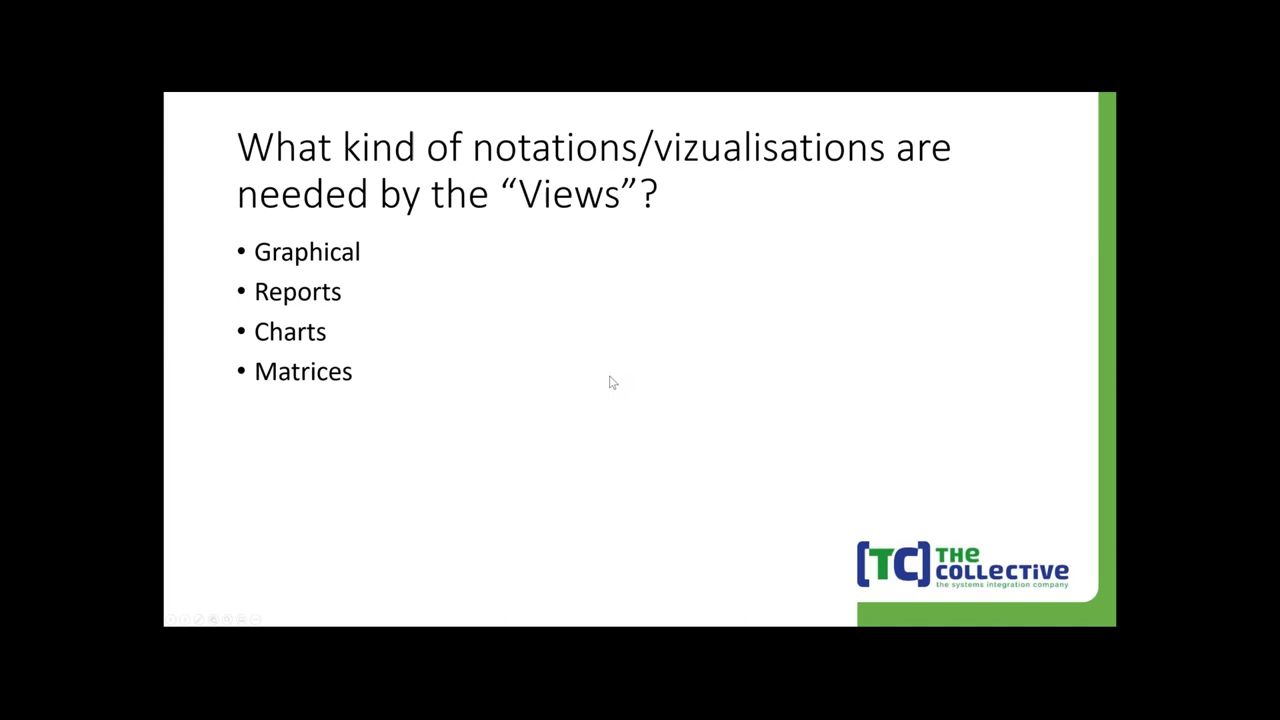 What kind of notations/vizualisations are
needed by the “Views”?
• Graphical
• Reports
• Charts
• Matrices
[TC] THE
COLLECTIVE
the systems integration company